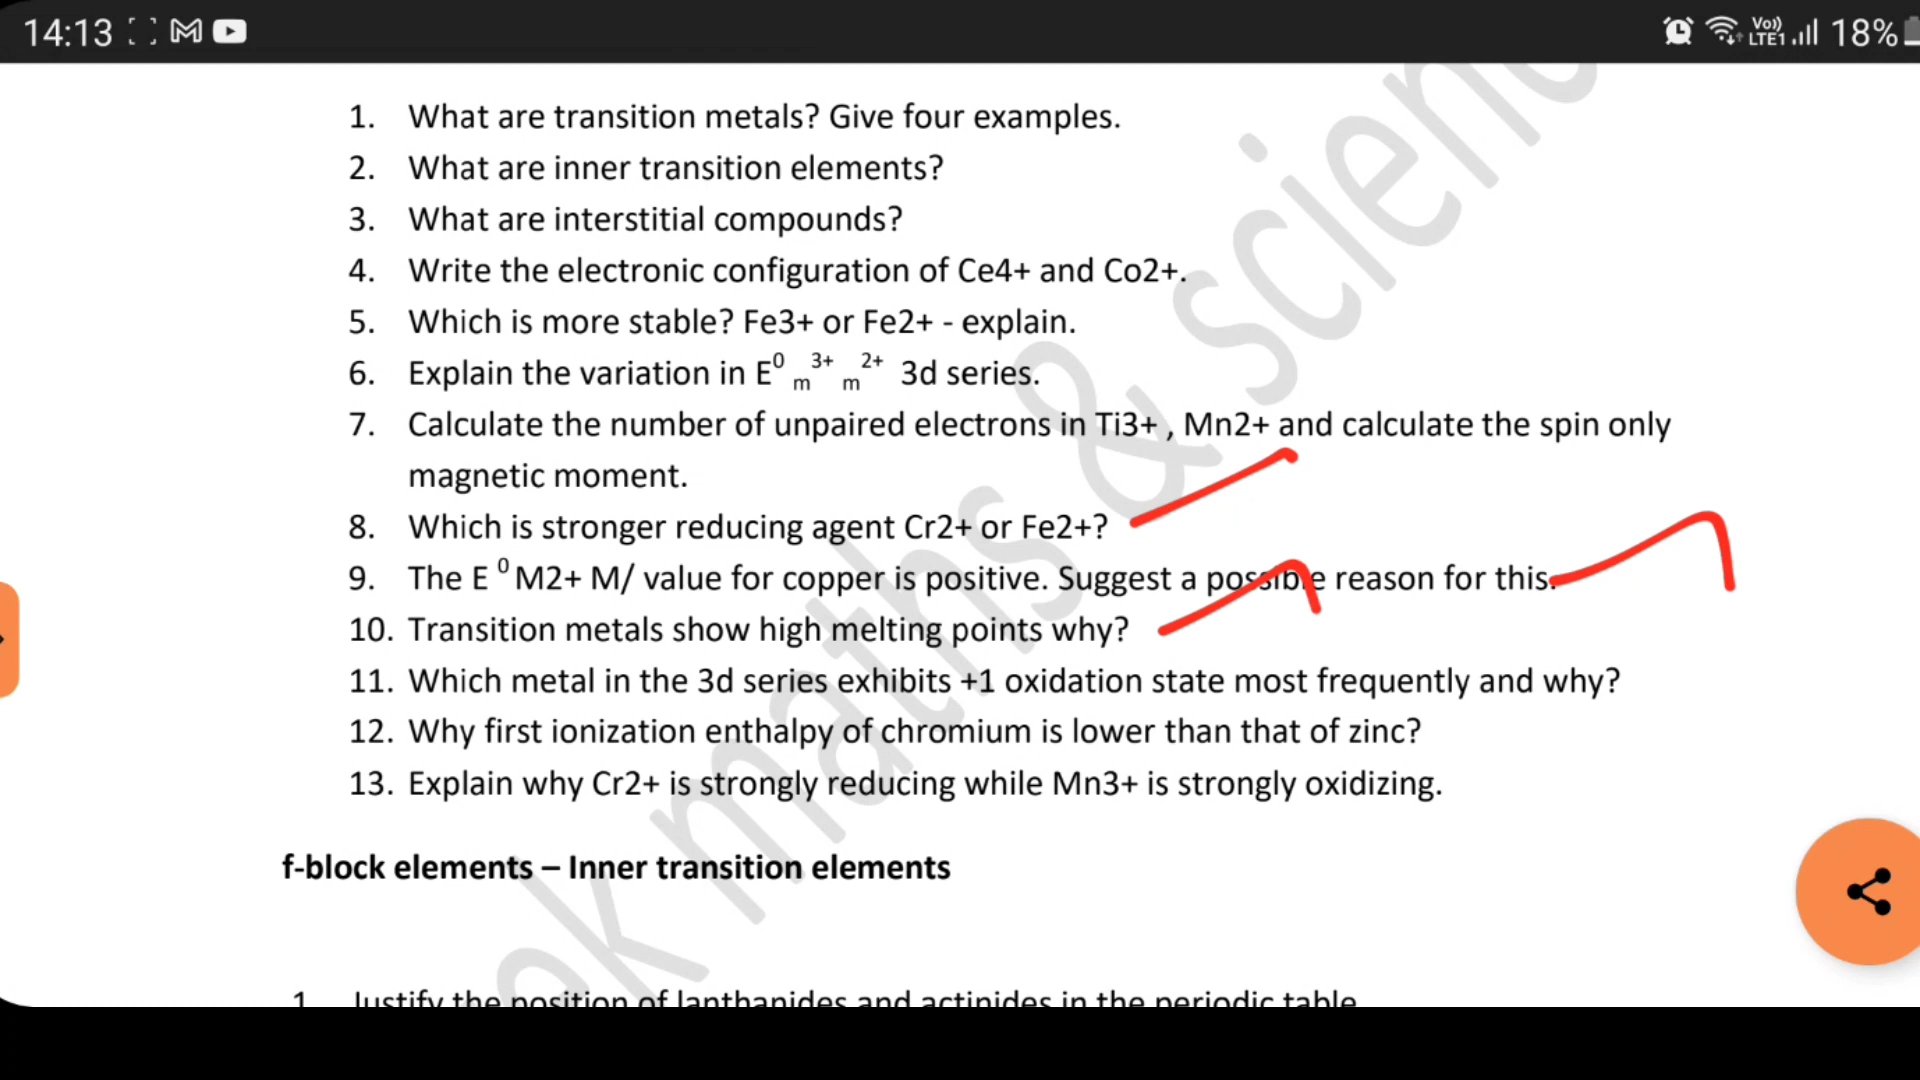 14:13 Vo)) LTE1 18%
1. What are transition metals? Give four examples.
2. What are inner transition elements?
3. What are interstitial compounds?
4. Write the electronic configuration of Ce4+ and Co2+.
5. Which is more stable? Fe3+ or Fe2+ - explain.
6. Explain the variation in E⁰ m³⁺ m²⁺ 3d series.
7. Calculate the number of unpaired electrons in Ti3+ , Mn2+ and calculate the spin only
magnetic moment.
8. Which is stronger reducing agent Cr2+ or Fe2+?
9. The E ⁰ M2+ M/ value for copper is positive. Suggest a possible reason for this.
10. Transition metals show high melting points why?
11. Which metal in the 3d series exhibits +1 oxidation state most frequently and why?
12. Why first ionization enthalpy of chromium is lower than that of zinc?
13. Explain why Cr2+ is strongly reducing while Mn3+ is strongly oxidizing.
f-block elements – Inner transition elements
1. Justify the position of lanthanides and actinides in the periodic table
ek maths & scienc